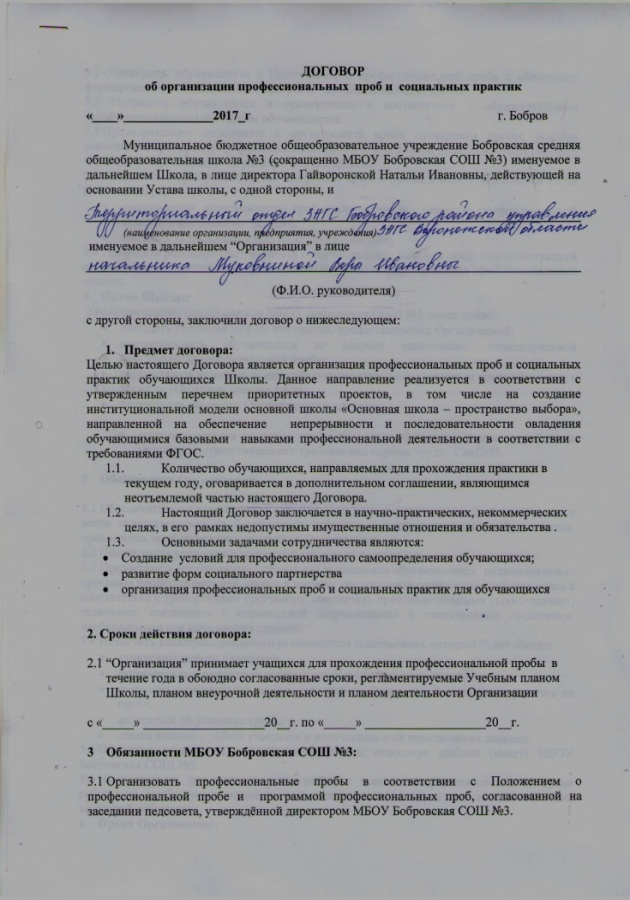 ДОГОВОР
об организации профессиональных проб и социальных практик
«____»_______________2017_г г. Бобров
Муниципальное бюджетное общеобразовательное учреждение Бобровская средняя
общеобразовательная школа №3 (сокращенно МБОУ Бобровская СОШ №3) именуемое в
дальнейшем Школа, в лице директора Гайворонской Натальи Ивановны, действующей на
основании Устава школы, с одной стороны, и
Территориальный отдел ЗАГС Бобровского района управления
(наименование организации, предприятия, учреждения) ЗАГС Воронежской области
именуемое в дальнейшем “Организация” в лице
начальника Муковниной Веры Ивановны
(Ф.И.О. руководителя)
с другой стороны, заключили договор о нижеследующем:
1. Предмет договора:
Целью настоящего Договора является организация профессиональных проб и социальных
практик обучающихся Школы. Данное направление реализуется в соответствии с
утвержденным перечнем приоритетных проектов, в том числе на создание
институциональной модели основной школы «Основная школа – пространство выбора»,
направленной на обеспечение непрерывности и последовательности овладения
обучающимися базовыми навыками профессиональной деятельности в соответствии с
требованиями ФГОС.
1.1. Количество обучающихся, направляемых для прохождения практики в
текущем году, оговаривается в дополнительном соглашении, являющимся
неотъемлемой частью настоящего Договора.
1.2. Настоящий Договор заключается в научно-практических, некоммерческих
целях, в его рамках недопустимы имущественные отношения и обязательства .
1.3. Основными задачами сотрудничества являются:
• Создание условий для профессионального самоопределения обучающихся;
• развитие форм социального партнерства
• организация профессиональных проб и социальных практик для обучающихся
2. Сроки действия договора:
2.1 “Организация” принимает учащихся для прохождения профессиональной пробы в
течение года в обоюдно согласованные сроки, регламентируемые Учебным планом
Школы, планом внеурочной деятельности и планом деятельности Организации
с «_____» ____________________20__г. по «_____» ____________________20__г.
3 Обязанности МБОУ Бобровская СОШ №3:
3.1 Организовать профессиональные пробы в соответствии с Положением о
профессиональной пробе и программой профессиональных проб, согласованной на
заседании педсовета, утверждённой директором МБОУ Бобровская СОШ №3.